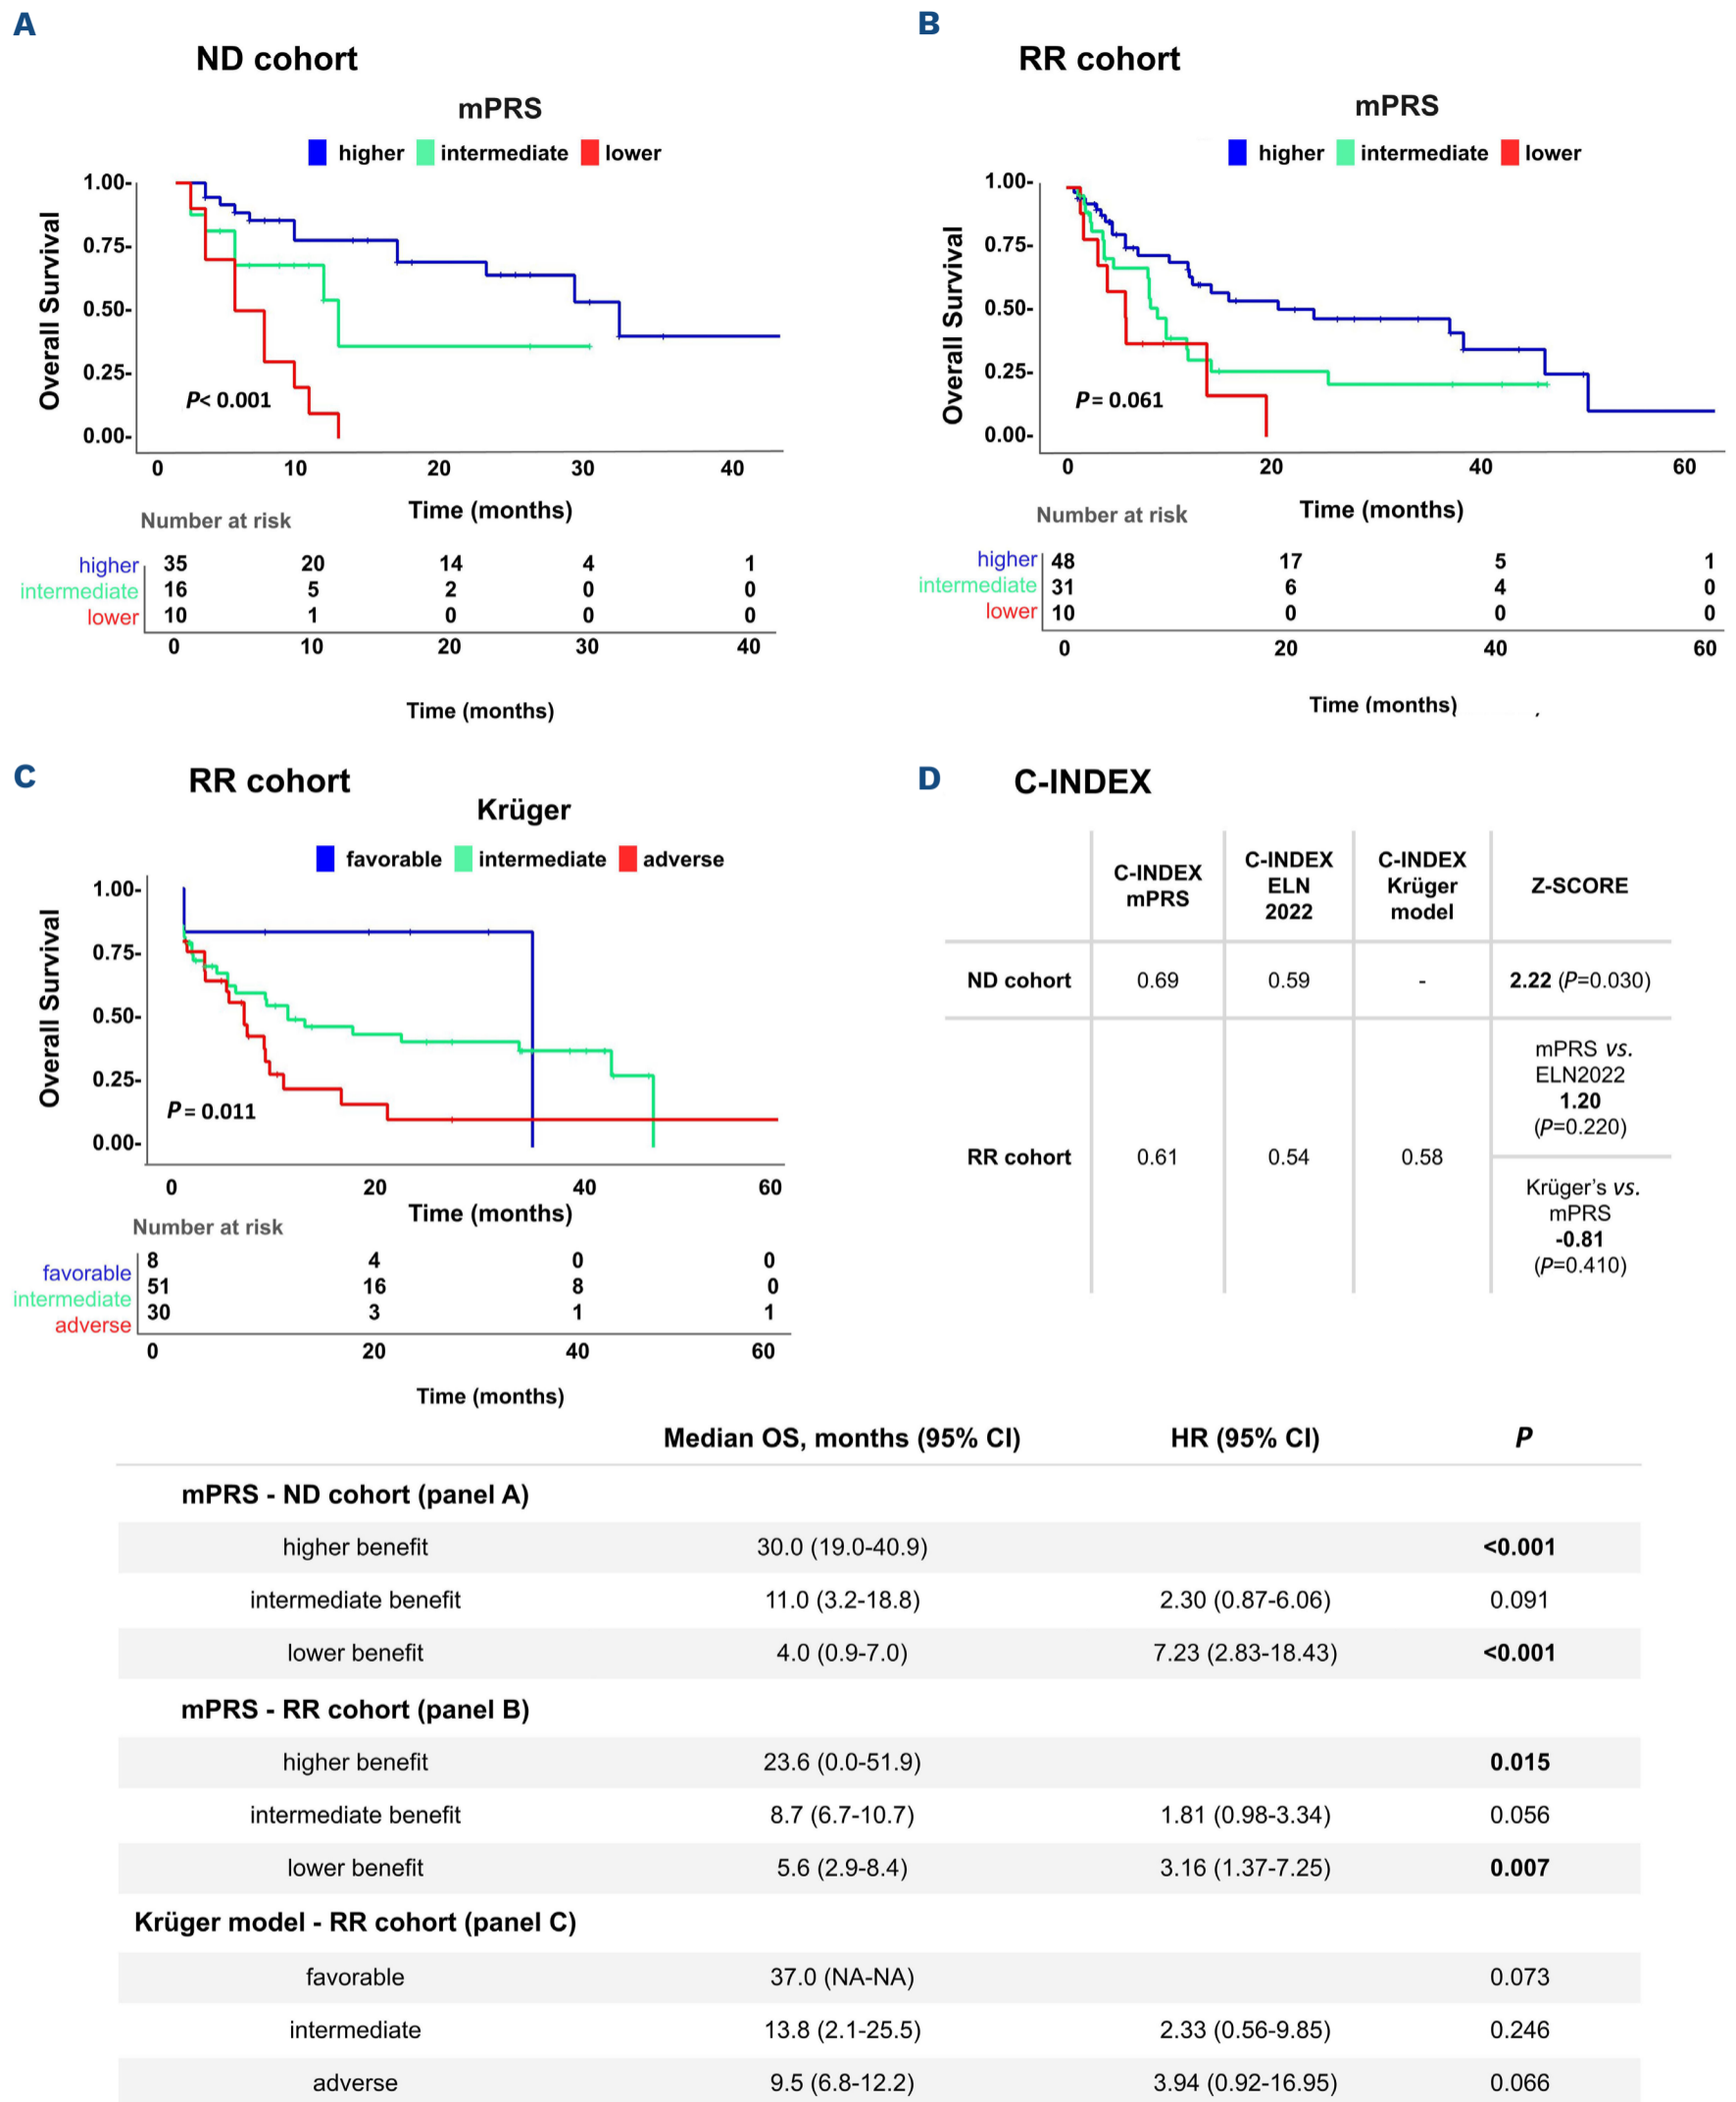 A
ND cohort
mPRS
higher intermediate lower
1.00-
0.75-
0.50-
0.25-
0.00-
Overall Survival
P< 0.001
0 10 20 30 40
Time (months)
Number at risk
higher 35 20 14 4 1
intermediate 16 5 2 0 0
lower 10 1 0 0 0
0 10 20 30 40
Time (months)
B
RR cohort
mPRS
higher intermediate lower
1.00-
0.75-
0.50-
0.25-
0.00-
Overall Survival
P= 0.061
0 20 40 60
Time (months)
Number at risk
higher 48 17 5 1
intermediate 31 6 4 0
lower 10 0 0 0
0 20 40 60
Time (months)
C
RR cohort
Krüger
favorable intermediate adverse
1.00-
0.75-
0.50-
0.25-
0.00-
Overall Survival
P= 0.011
0 20 40 60
Time (months)
Number at risk
favorable 8 4 0 0
intermediate 51 16 8 0
adverse 30 3 1 1
0 20 40 60
Time (months)
D
C-INDEX
C-INDEX mPRS
C-INDEX ELN 2022
C-INDEX Krüger model
Z-SCORE
ND cohort 0.69 0.59 - 2.22 (P=0.030)
RR cohort 0.61 0.54 0.58
mPRS vs.
ELN2022
1.20
(P=0.220)
Krüger's vs.
mPRS
-0.81
(P=0.410)
Median OS, months (95% CI) HR (95% CI) P
mPRS - ND cohort (panel A)
higher benefit 30.0 (19.0-40.9) <0.001
intermediate benefit 11.0 (3.2-18.8) 2.30 (0.87-6.06) 0.091
lower benefit 4.0 (0.9-7.0) 7.23 (2.83-18.43) <0.001
mPRS - RR cohort (panel B)
higher benefit 23.6 (0.0-51.9) 0.015
intermediate benefit 8.7 (6.7-10.7) 1.81 (0.98-3.34) 0.056
lower benefit 5.6 (2.9-8.4) 3.16 (1.37-7.25) 0.007
Krüger model - RR cohort (panel C)
favorable 37.0 (NA-NA) 0.073
intermediate 13.8 (2.1-25.5) 2.33 (0.56-9.85) 0.246
adverse 9.5 (6.8-12.2) 3.94 (0.92-16.95) 0.066